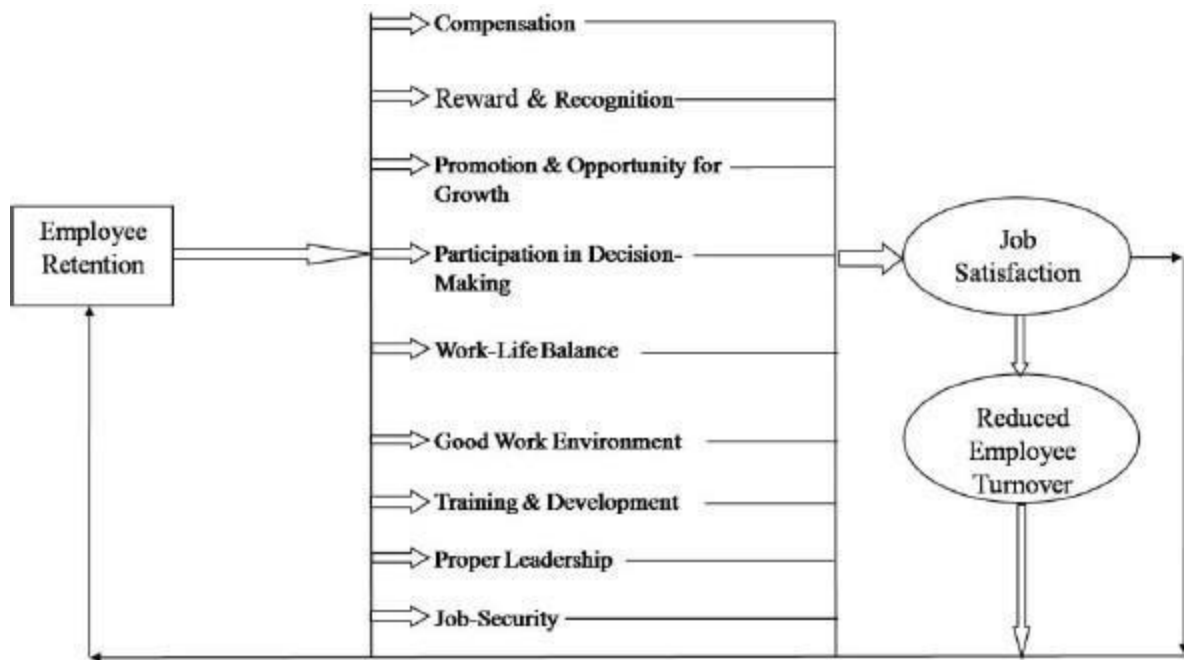 Compensation
Reward & Recognition
Promotion & Opportunity for
Growth
Employee
Retention
Participation in Decision-
Making
Job
Satisfaction
Work-Life Balance
Good Work Environment
Reduced
Employee
Turnover
Training & Development
Proper Leadership
Job-Security